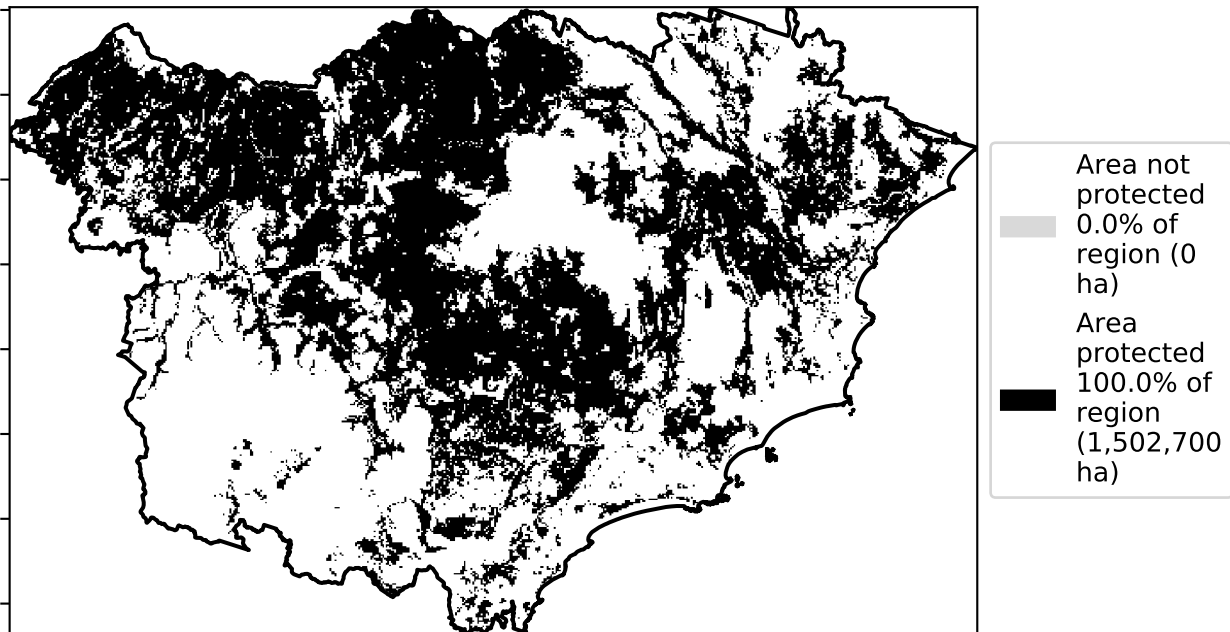 Area not
protected
0.0% of
region (0
ha)
Area
protected
100.0% of
region
(1,502,700
ha)